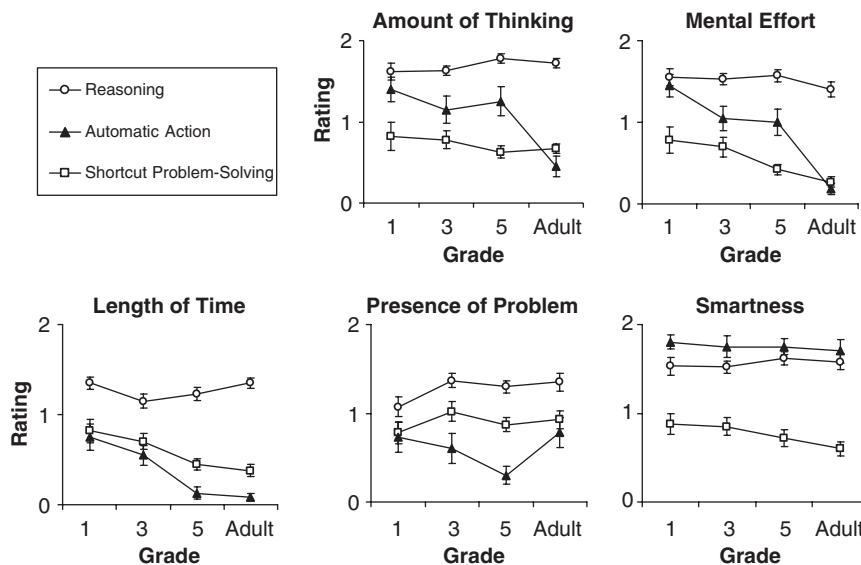 Reasoning
Automatic Action
Shortcut Problem-Solving
Amount of Thinking
2
1
0
Rating
1 3 5 Adult
Grade
Mental Effort
2
1
0
1 3 5 Adult
Grade
Length of Time
2
1
0
Rating
1 3 5 Adult
Grade
Presence of Problem
2
1
0
1 3 5 Adult
Grade
Smartness
2
1
0
1 3 5 Adult
Grade